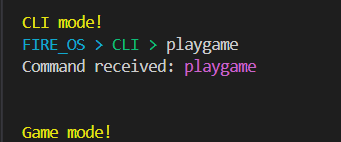 CLI mode!
FIRE_OS > CLI > playgame
Command received: playgame
Game mode!